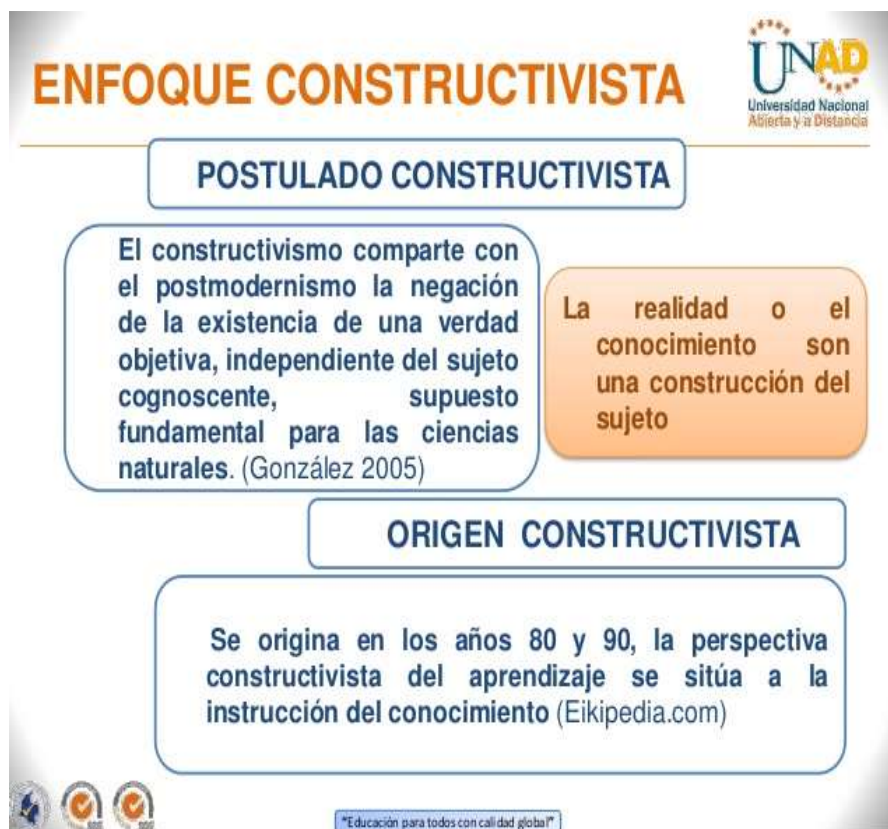 ENFOQUE CONSTRUCTIVISTA
UNAD
Universidad Nacional
Abierta y a Distancia
POSTULADO CONSTRUCTIVISTA
El constructivismo comparte con
el postmodernismo la negación
de la existencia de una verdad
objetiva, independiente del sujeto
cognoscente, supuesto
fundamental para las ciencias
naturales. (González 2005)
La realidad o el
conocimiento son
una construcción del
sujeto
ORIGEN CONSTRUCTIVISTA
Se origina en los años 80 y 90, la perspectiva
constructivista del aprendizaje se sitúa a la
instrucción del conocimiento (Eikipedia.com)
"Educación para todos con calidad global"